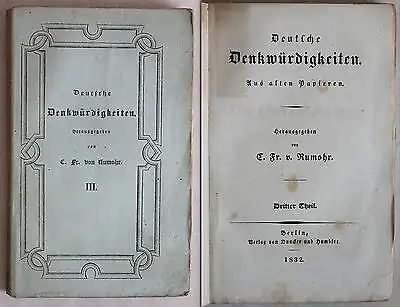 Deutsche
Denkwürdigkeiten.
Herausgegeben
von
C. Fr. von Rumohr.
III.
Deutsche
Denkwürdigkeiten.
Aus alten Papieren.
Herausgegeben
von
C. Fr. v. Rumohr.
Dritter Theil.
Berlin,
Verlag von Duncker und Humblot.
1832.